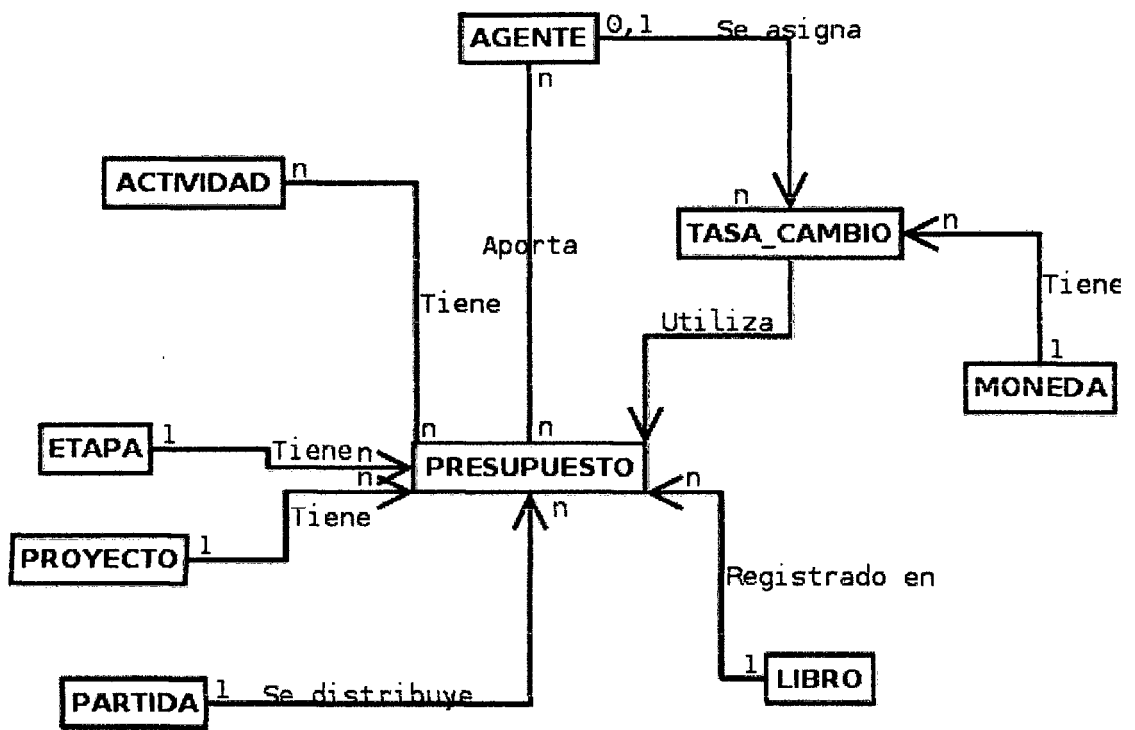 AGENTE
0,1
Se asigna
n
ACTIVIDAD
n
n
TASA_CAMBIO
n
Aporta
Tiene
Tiene
Utiliza
1
MONEDA
ETAPA
1
Tiene
n
n
n
PRESUPUESTO
n
Tiene
n
n
PROYECTO
1
Registrado en
PARTIDA
1
Se distribuye
1
LIBRO